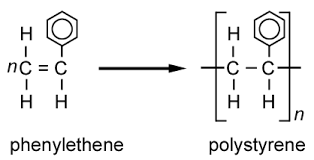 H
H
nC = C
C – C
H H
H H
n
phenylethene
polystyrene